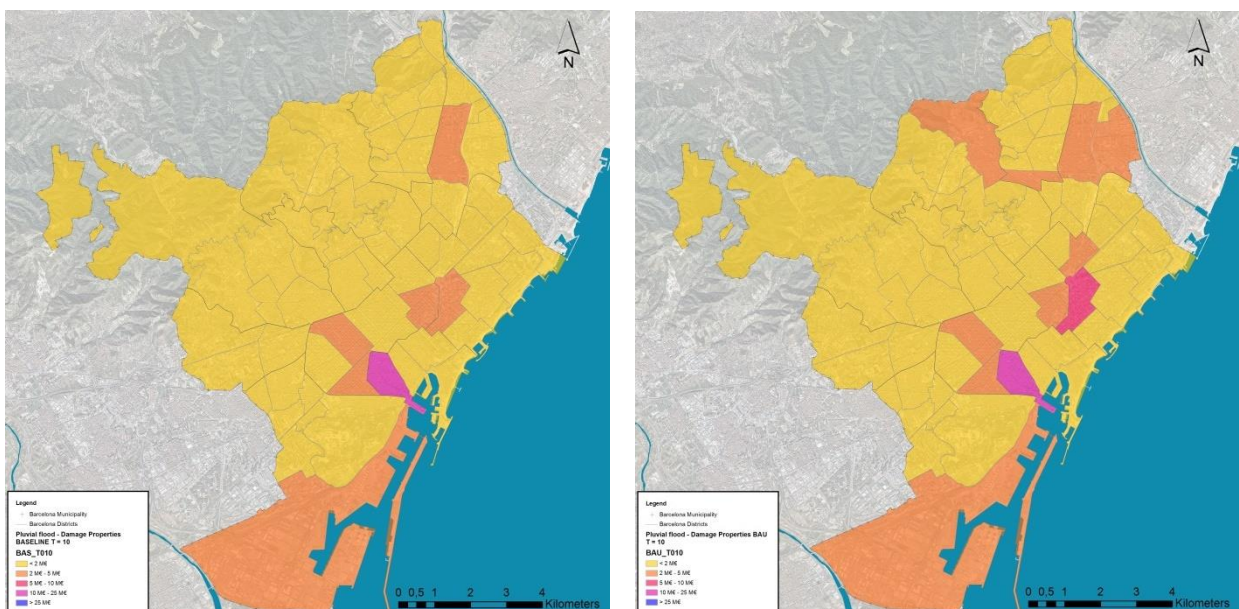 N
Legend
Barcelona Municipality
Barcelona Districts
Pluvial flood - Damage Properties
BASELINE T = 10
BAS_T010
< 2 M€
2 M€ - 5 M€
5 M€ - 10 M€
10 M€ - 25 M€
> 25 M€
0 0,5 1 2 3 4
Kilometers
N
Legend
Barcelona Municipality
Barcelona Districts
Pluvial flood - Damage Properties BAU
T = 10
BAU_T010
< 2 M€
2 M€ - 5 M€
5 M€ - 10 M€
10 M€ - 25 M€
> 25 M€
0 0,5 1 2 3 4
Kilometers